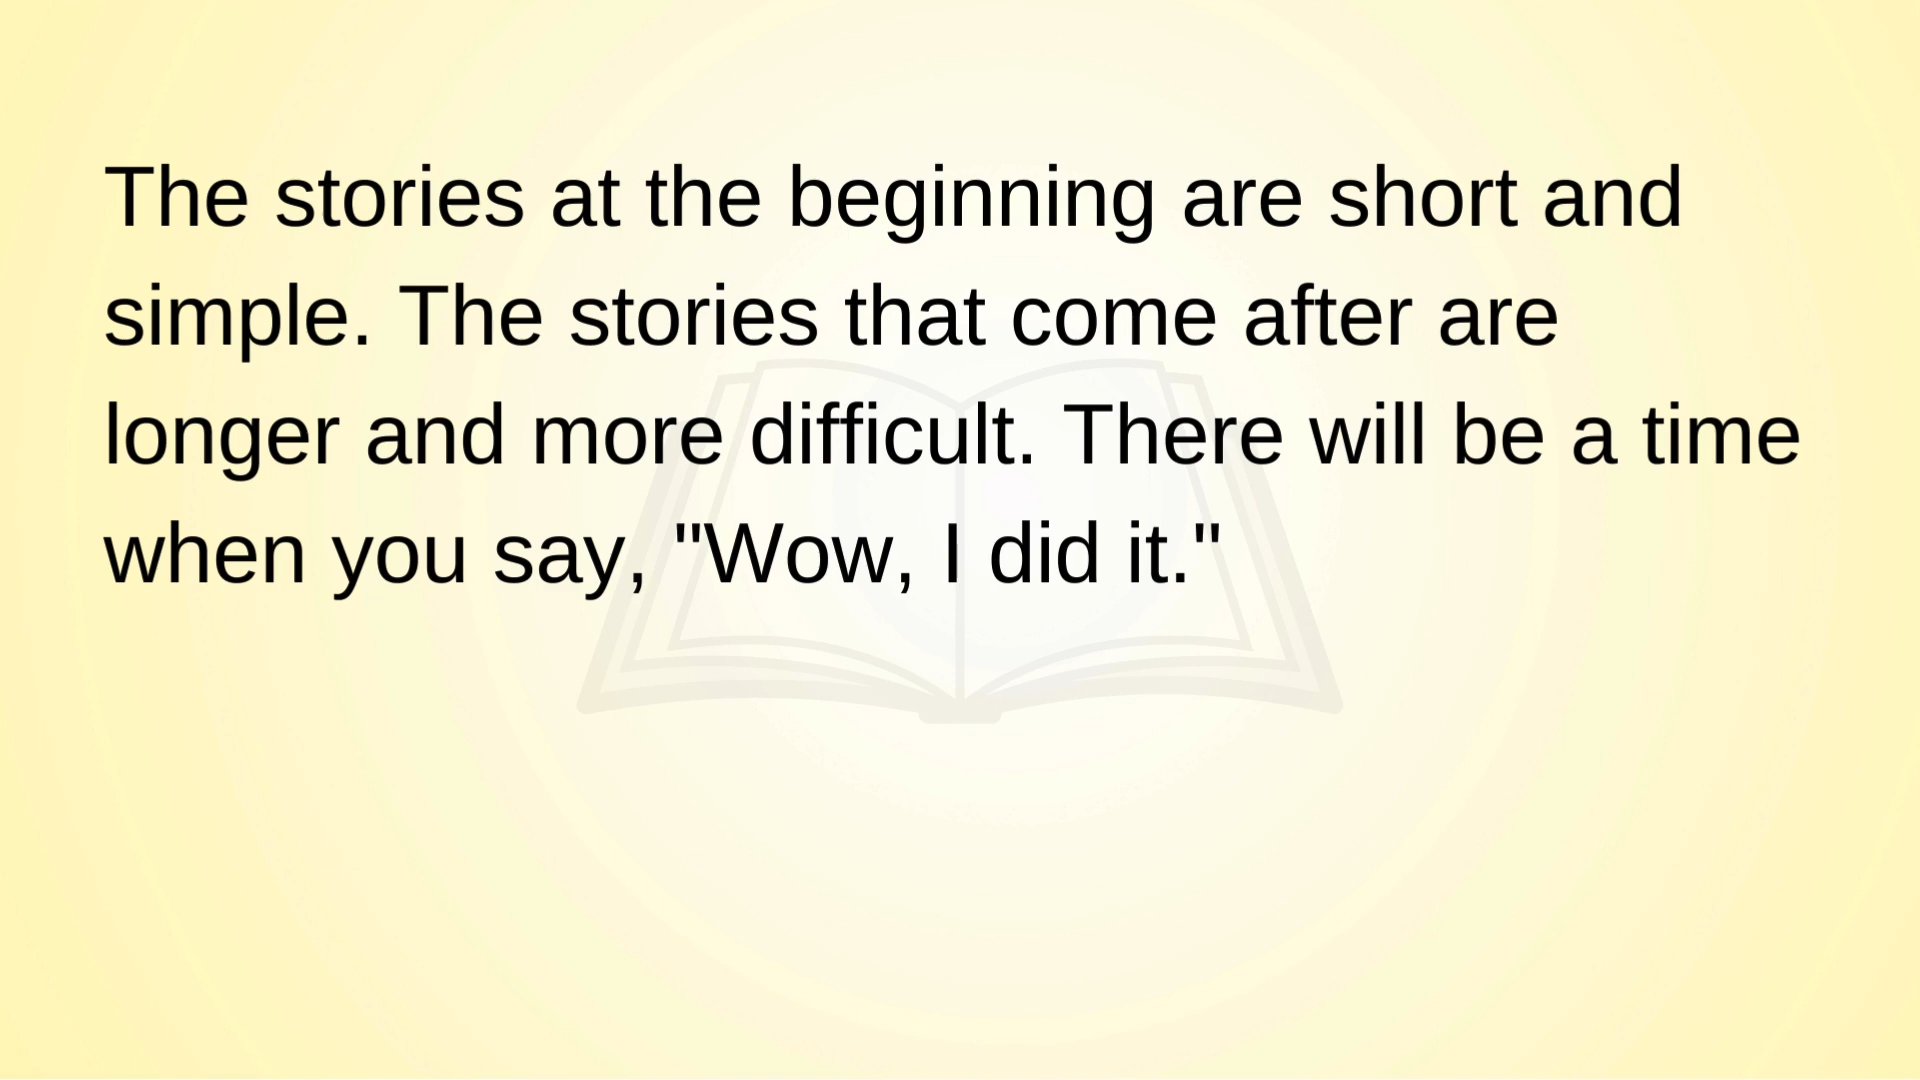 The stories at the beginning are short and
simple. The stories that come after are
longer and more difficult. There will be a time
when you say, "Wow, I did it."